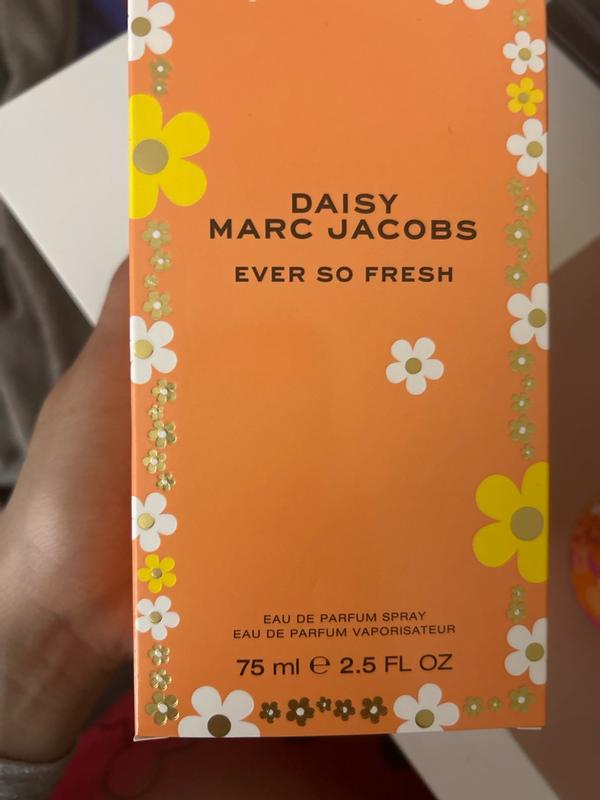 DAISY
MARC JACOBS
EVER SO FRESH
EAU DE PARFUM SPRAY
EAU DE PARFUM VAPORISATEUR
75 ml ℮ 2.5 FL OZ